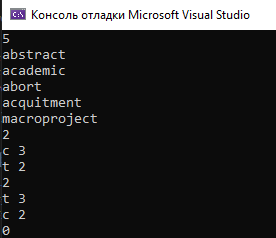 Консоль отладки Microsoft Visual Studio
5
abstract
academic
abort
acquitment
macroproject
2
c 3
t 2
2
t 3
c 2
0